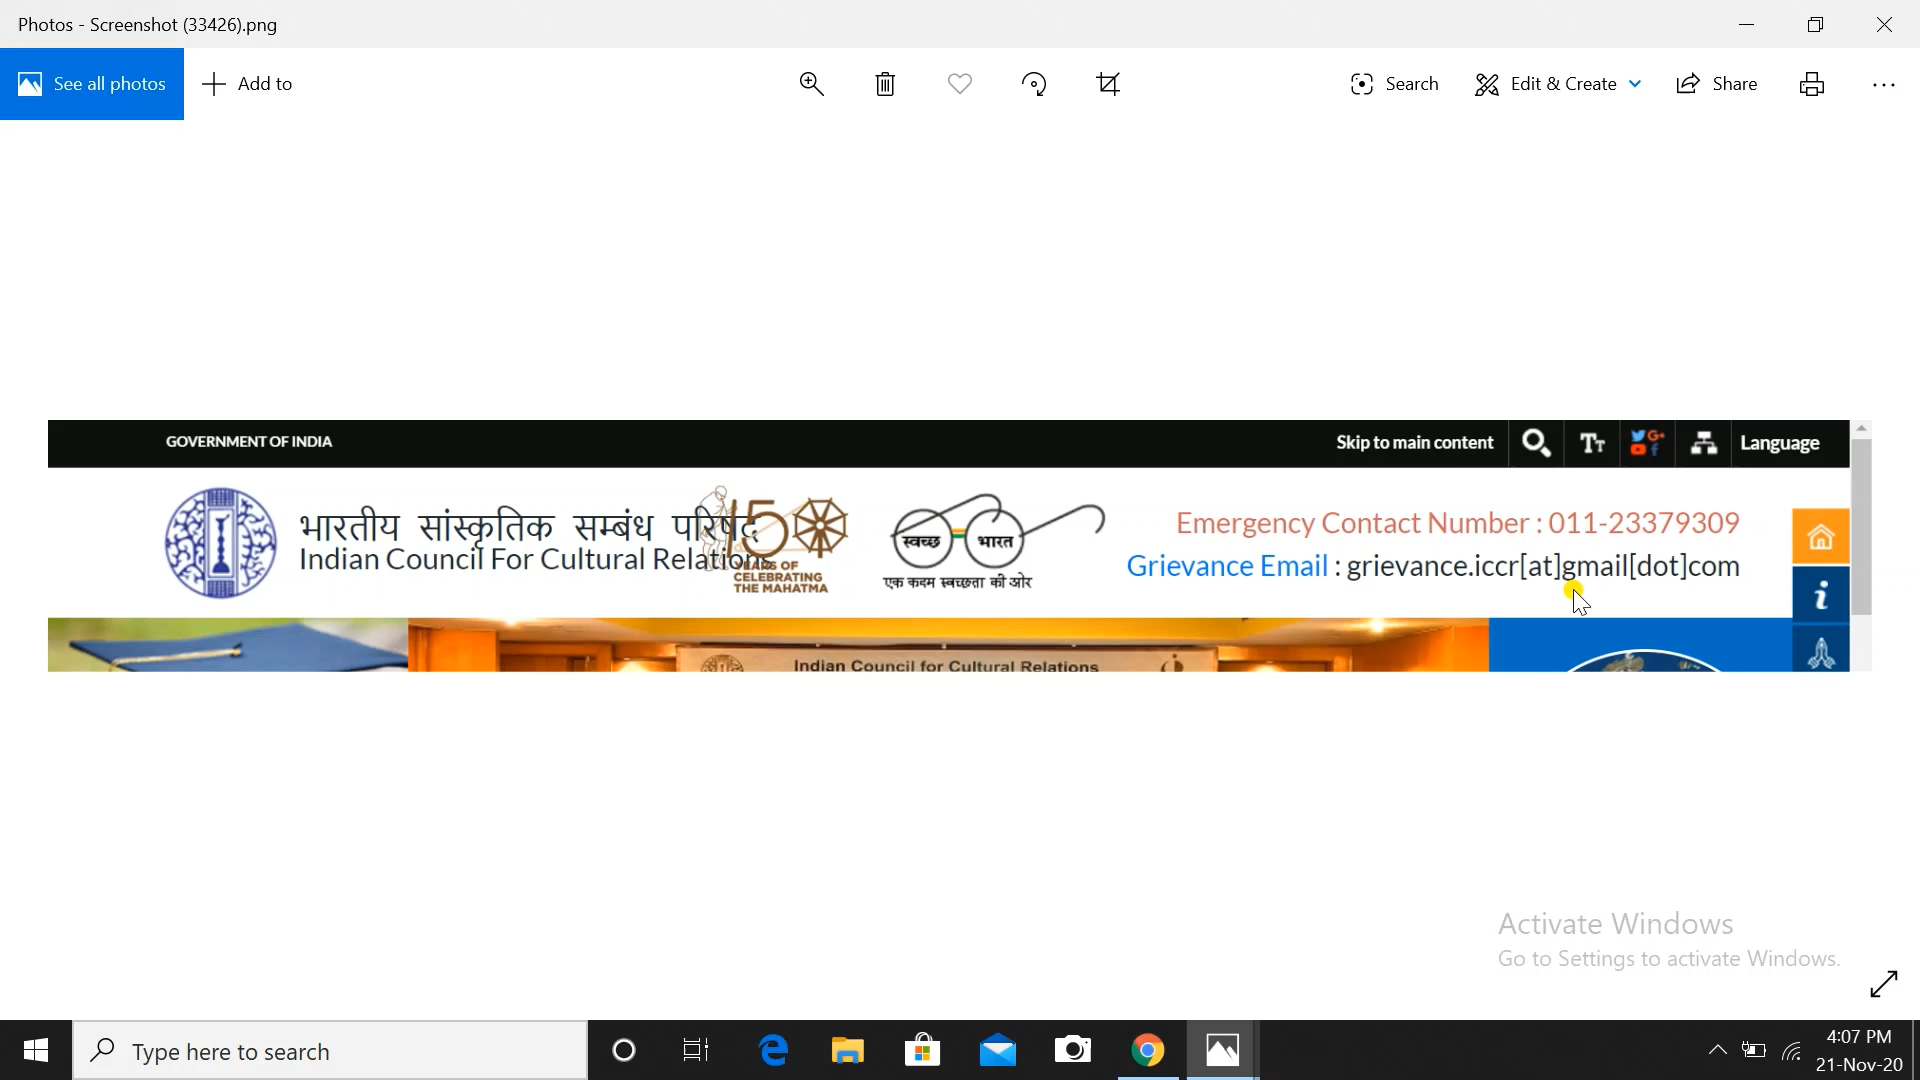 Photos - Screenshot (33426).png
See all photos
Add to
Search
Edit & Create
Share
GOVERNMENT OF INDIA
Skip to main content
Tт
Language
भारतीय सांस्कृतिक सम्बंध परिषद
Indian Council For Cultural Relations
150
YEARS OF
CELEBRATING
THE MAHATMA
स्वच्छ भारत
एक कदम स्वच्छता की ओर
Emergency Contact Number : 011-23379309
Grievance Email : grievance.iccr[at]gmail[dot]com
Indian Council for Cultural Relations
Activate Windows
Go to Settings to activate Windows.
Type here to search
4:07 PM
21-Nov-20